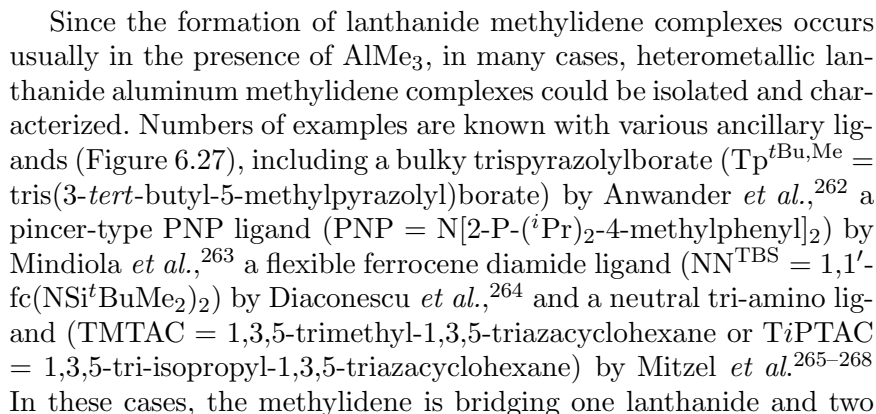 Since the formation of lanthanide methylidene complexes occurs
usually in the presence of AlMe₃, in many cases, heterometallic lan-
thanide aluminum methylidene complexes could be isolated and char-
acterized. Numbers of examples are known with various ancillary lig-
ands (Figure 6.27), including a bulky trispyrazolylborate (Tpᵗᴮᵘ,ᴹᵉ =
tris(3-tert-butyl-5-methylpyrazolyl)borate) by Anwander et al.,²⁶² a
pincer-type PNP ligand (PNP = N[2-P-(ⁱPr)₂-4-methylphenyl]₂) by
Mindiola et al.,²⁶³ a flexible ferrocene diamide ligand (NNᵀᴮˢ = 1,1′-
fc(NSiᵗBuMe₂)₂) by Diaconescu et al.,²⁶⁴ and a neutral tri-amino lig-
and (TMTAC = 1,3,5-trimethyl-1,3,5-triazacyclohexane or TiPTAC
= 1,3,5-tri-isopropyl-1,3,5-triazacyclohexane) by Mitzel et al.²⁶⁵⁻²⁶⁸
In these cases, the methylidene is bridging one lanthanide and two